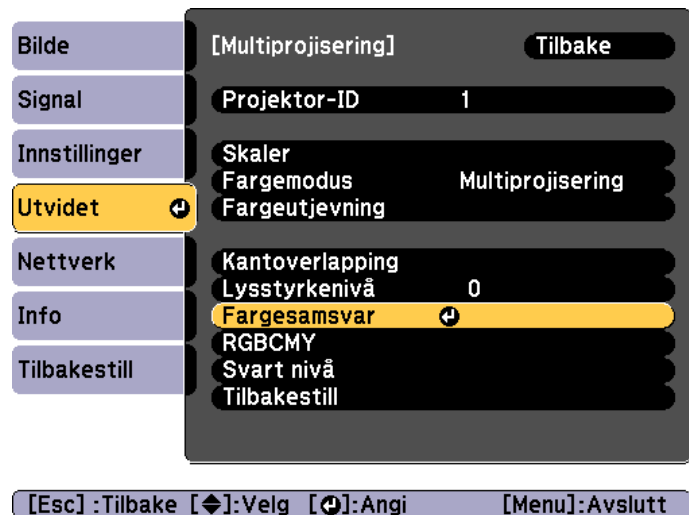 Bilde
Signal
Innstillinger
Utvidet
Nettverk
Info
Tilbakestill
[Multiprojisering] Tilbake
Projektor-ID 1
Skaler
Fargemodus Multiprojisering
Fargeutjevning
Kantoverlapping
Lysstyrkenivå 0
Fargesamsvar
RGBCMY
Svart nivå
Tilbakestill
[Esc] :Tilbake [◆]:Velg [⏎]:Angi [Menu]:Avslutt